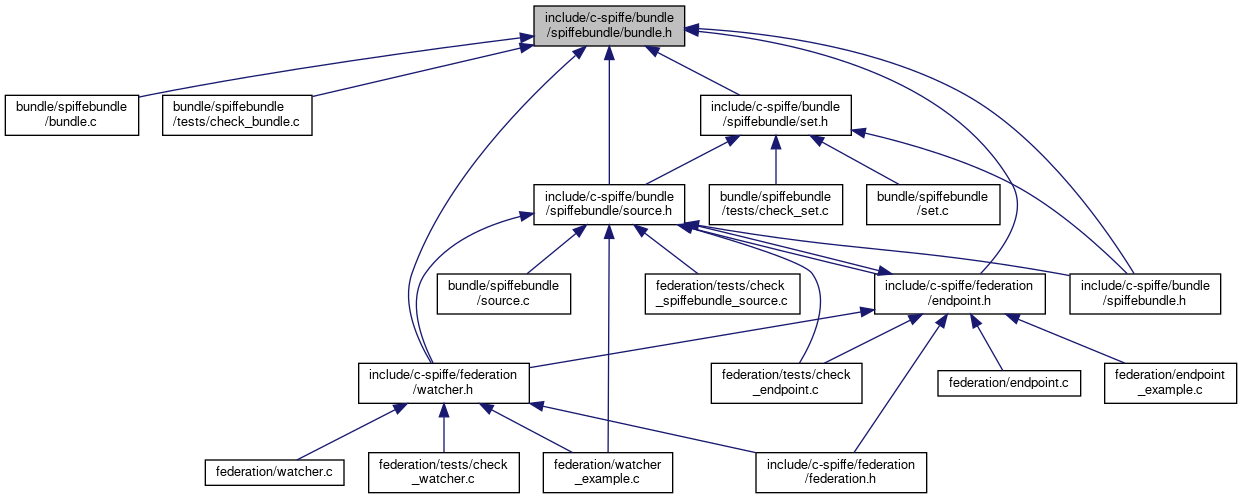 include/c-spiffe/bundle
/spiffebundle/bundle.h
bundle/spiffebundle
/bundle.c
bundle/spiffebundle
/tests/check_bundle.c
include/c-spiffe/bundle
/spiffebundle/set.h
include/c-spiffe/bundle
/spiffebundle/source.h
bundle/spiffebundle
/tests/check_set.c
bundle/spiffebundle
/set.c
bundle/spiffebundle
/source.c
federation/tests/check
_spiffebundle_source.c
include/c-spiffe/federation
/endpoint.h
include/c-spiffe/bundle
/spiffebundle.h
include/c-spiffe/federation
/watcher.h
federation/tests/check
_endpoint.c
federation/endpoint.c
federation/endpoint
_example.c
federation/watcher.c
federation/tests/check
_watcher.c
federation/watcher
_example.c
include/c-spiffe/federation
/federation.h